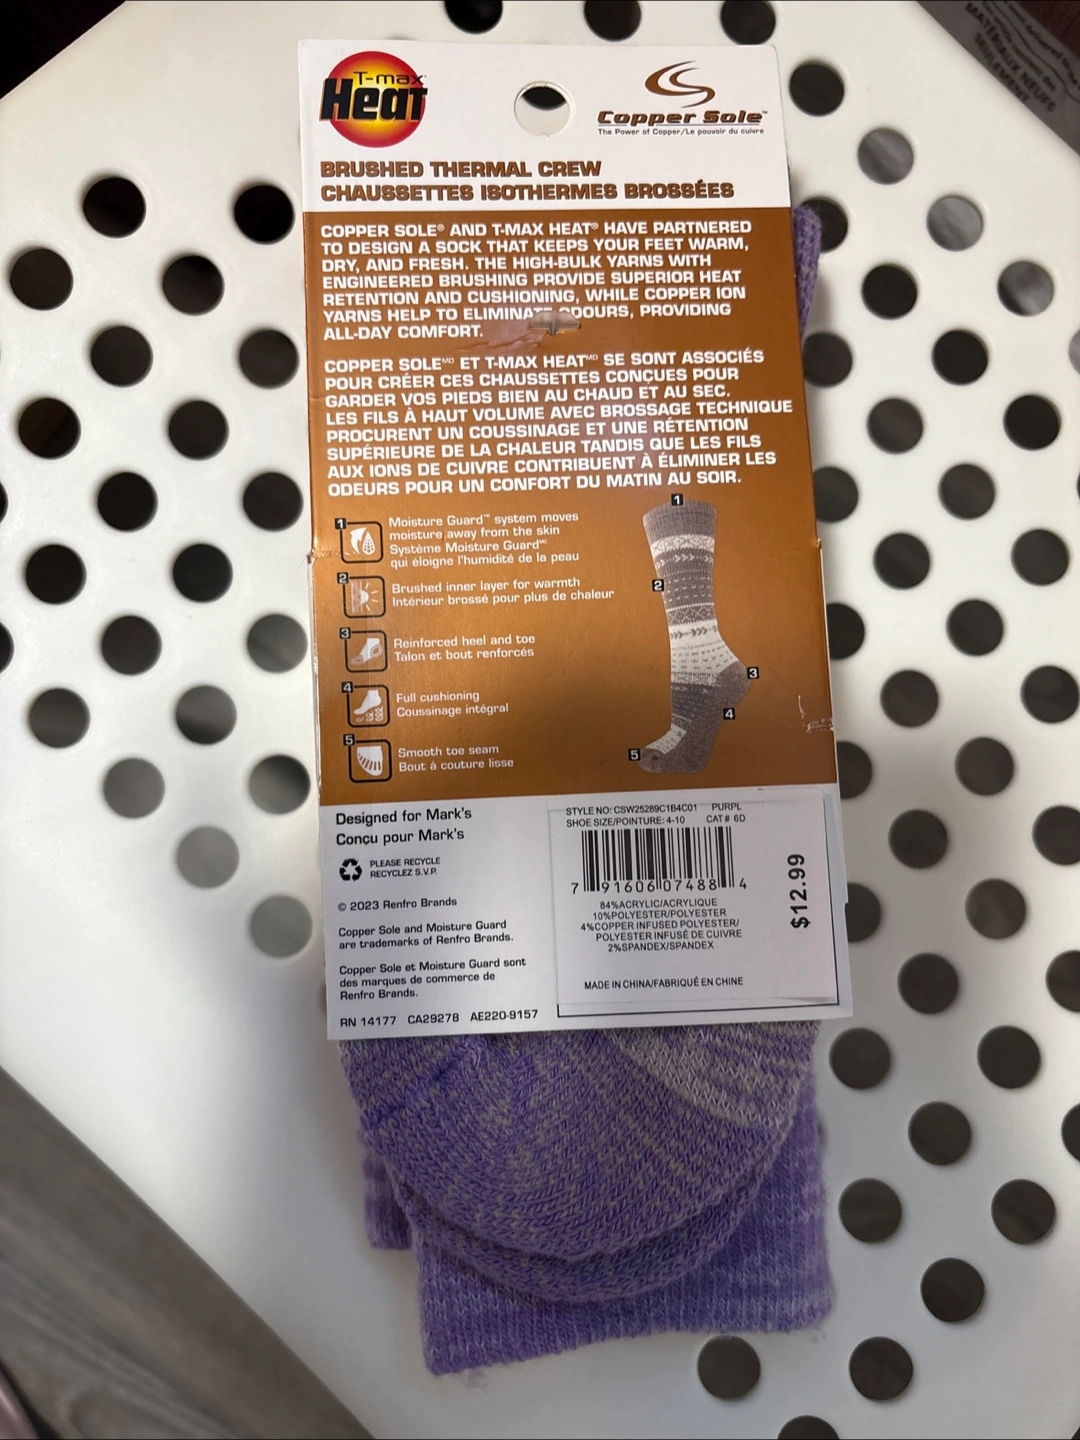 T-max
Heat
Copper Sole™
The Power of Copper/Le pouvoir du cuivre
BRUSHED THERMAL CREW
CHAUSSETTES ISOTHERMES BROSSÉES
COPPER SOLE® AND T-MAX HEAT® HAVE PARTNERED
TO DESIGN A SOCK THAT KEEPS YOUR FEET WARM,
DRY, AND FRESH. THE HIGH-BULK YARNS WITH
ENGINEERED BRUSHING PROVIDE SUPERIOR HEAT
RETENTION AND CUSHIONING, WHILE COPPER ION
YARNS HELP TO ELIMINATE ODOURS, PROVIDING
ALL-DAY COMFORT.
COPPER SOLEᴹᴰ ET T-MAX HEATᴹᴰ SE SONT ASSOCIÉS
POUR CRÉER CES CHAUSSETTES CONÇUES POUR
GARDER VOS PIEDS BIEN AU CHAUD ET AU SEC.
LES FILS À HAUT VOLUME AVEC BROSSAGE TECHNIQUE
PROCURENT UN COUSSINAGE ET UNE RÉTENTION
SUPÉRIEURE DE LA CHALEUR TANDIS QUE LES FILS
AUX IONS DE CUIVRE CONTRIBUENT À ÉLIMINER LES
ODEURS POUR UN CONFORT DU MATIN AU SOIR.
1
Moisture Guard™ system moves
moisture away from the skin
Système Moisture Guardᴹᶜ
qui éloigne l'humidité de la peau
2
Brushed inner layer for warmth
Intérieur brossé pour plus de chaleur
3
Reinforced heel and toe
Talon et bout renforcés
4
Full cushioning
Coussinage intégral
5
Smooth toe seam
Bout à couture lisse
1
2
3
4
5
Designed for Mark's
Conçu pour Mark's
PLEASE RECYCLE
RECYCLEZ S.V.P.
© 2023 Renfro Brands
Copper Sole and Moisture Guard
are trademarks of Renfro Brands.
Copper Sole et Moisture Guard sont
des marques de commerce de
Renfro Brands.
RN 14177 CA29278 AE220-9157
STYLE NO: CSW25289C1B4C01 PURPL
SHOE SIZE/POINTURE: 4-10 CAT# 6D
7 91606 07488 4
84%ACRYLIC/ACRYLIQUE
10%POLYESTER/POLYESTER
4%COPPER INFUSED POLYESTER/
POLYESTER INFUSÉ DE CUIVRE
2%SPANDEX/SPANDEX
MADE IN CHINA/FABRIQUÉ EN CHINE
$12.99
MATÉRIAUX NEUFS
SEULEMENT